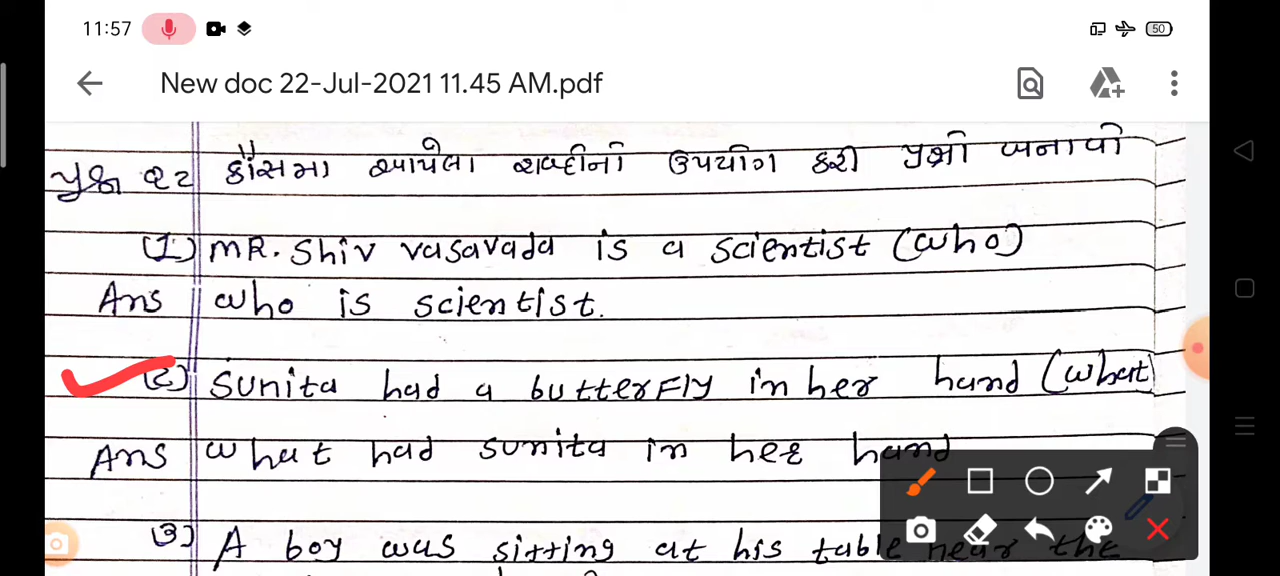 11:57
50
New doc 22-Jul-2021 11.45 AM.pdf
પ્રશ્ન ૨૮ કૌંસમા આપેલા શબ્દોનો ઉપયોગ કરી પ્રશ્નો બનાવો
(1) MR. Shiv vasavada is a scientist (who)
Ans who is scientist.
(2) Sunita had a butterFly in her hand (what)
Ans what had sunita in her hand
(3) A boy was sitting at his table near the